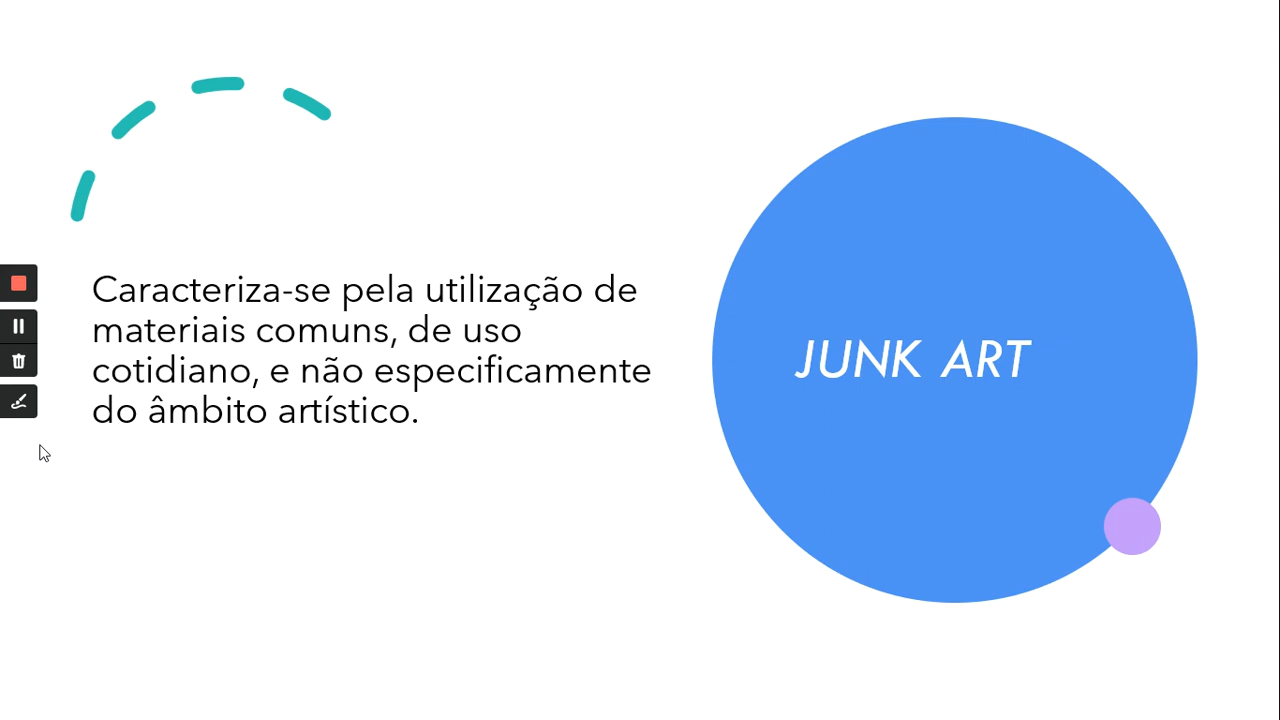 Caracteriza-se pela utilização de
materiais comuns, de uso
cotidiano, e não especificamente
do âmbito artístico.
JUNK ART